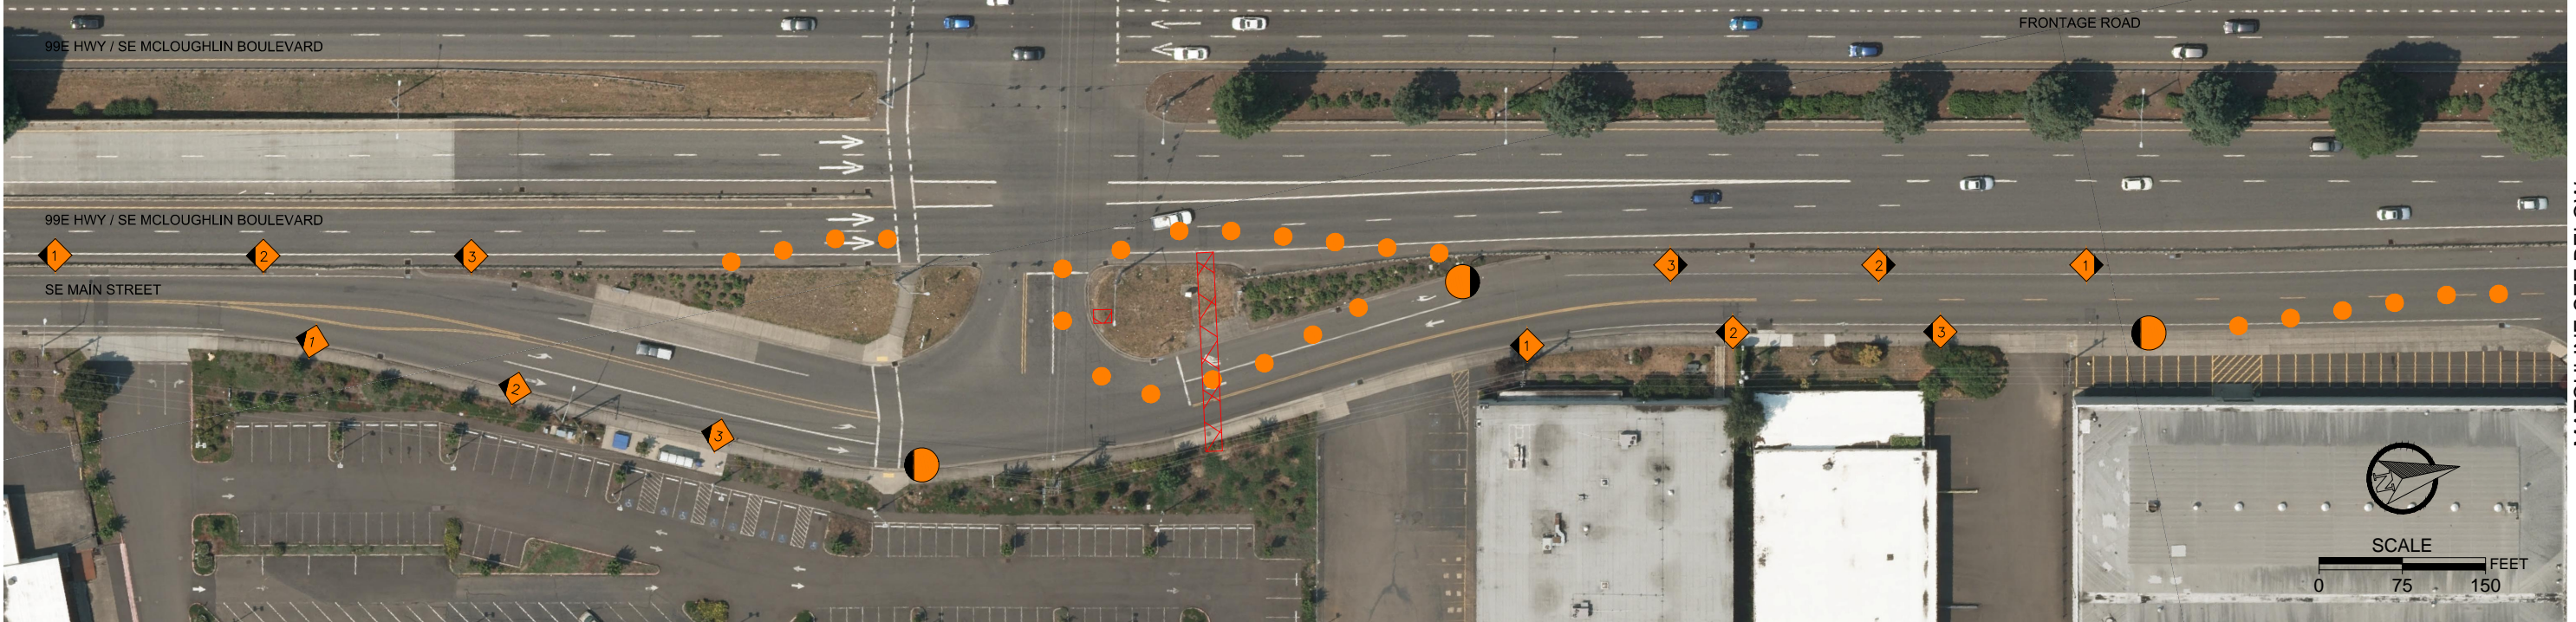 FRONTAGE ROAD
99E HWY / SE MCLOUGHLIN BOULEVARD
99E HWY / SE MCLOUGHLIN BOULEVARD
1 2 3
3 2 1
SE MAIN STREET
1
2
3
1 2 3
SCALE
FEET
0 75 150